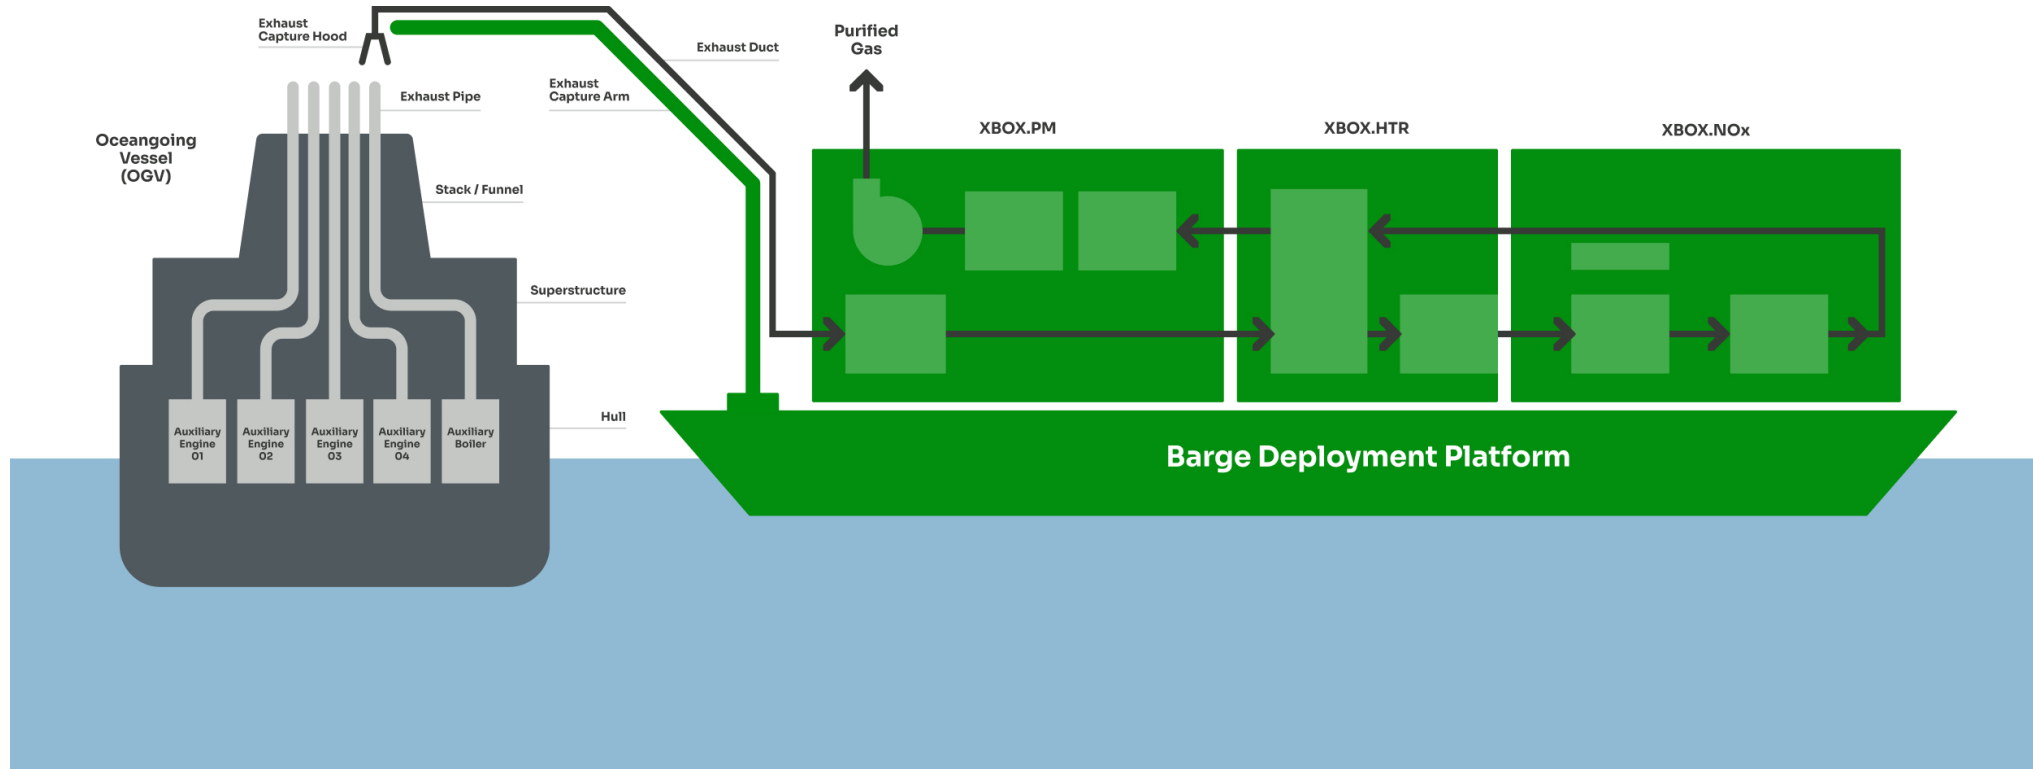 Exhaust
Capture Hood
Exhaust Pipe
Oceangoing
Vessel
(OGV)
Stack / Funnel
Superstructure
Hull
Auxiliary
Engine
01
Auxiliary
Engine
02
Auxiliary
Engine
03
Auxiliary
Engine
04
Auxiliary
Boiler
Exhaust Duct
Exhaust
Capture Arm
Purified
Gas
XBOX.PM
XBOX.HTR
XBOX.NOx
Barge Deployment Platform